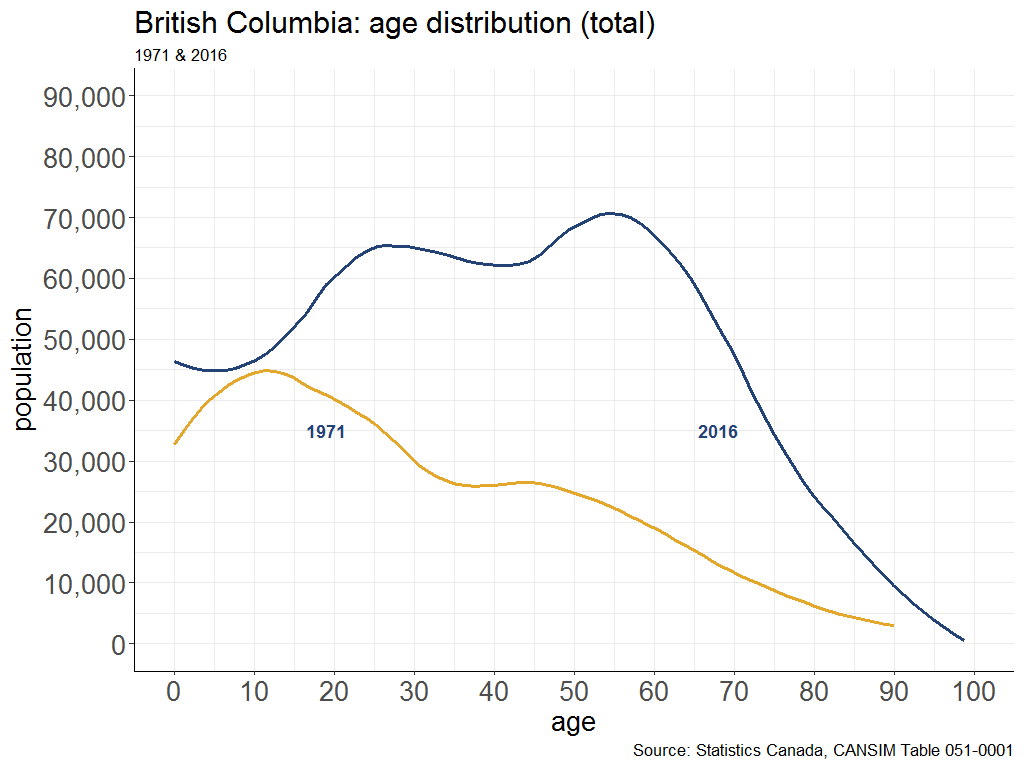 British Columbia: age distribution (total)
1971 & 2016
90,000
80,000
70,000
60,000
50,000
40,000
30,000
20,000
10,000
0
population
1971
2016
0 10 20 30 40 50 60 70 80 90 100
age
Source: Statistics Canada, CANSIM Table 051-0001